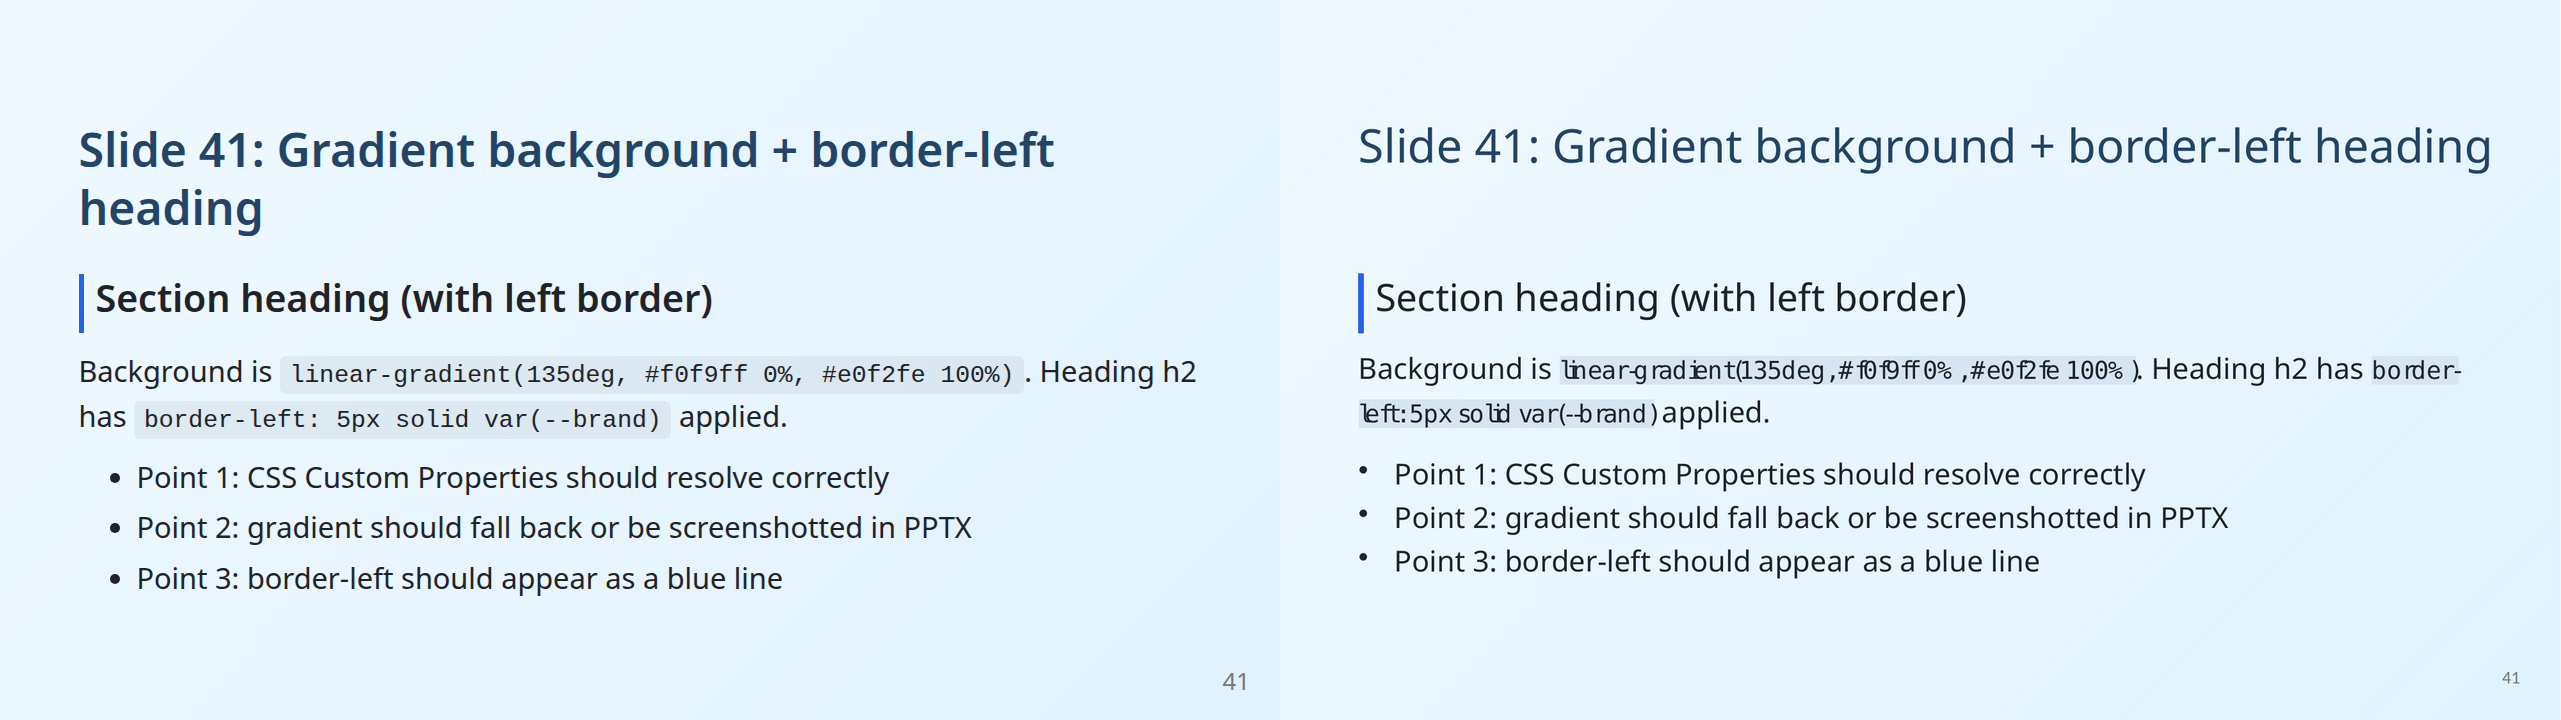 Slide 41: Gradient background + border-left
heading
Section heading (with left border)
Background is linear-gradient(135deg, #f0f9ff 0%, #e0f2fe 100%). Heading h2
has border-left: 5px solid var(--brand) applied.
• Point 1: CSS Custom Properties should resolve correctly
• Point 2: gradient should fall back or be screenshotted in PPTX
• Point 3: border-left should appear as a blue line
41
Slide 41: Gradient background + border-left heading
Section heading (with left border)
Background is linear-gradient(135deg,#f0f9ff0% ,#e0f2fe 100% ). Heading h2 has border-
left:5px solid var(--brand) applied.
• Point 1: CSS Custom Properties should resolve correctly
• Point 2: gradient should fall back or be screenshotted in PPTX
• Point 3: border-left should appear as a blue line
41